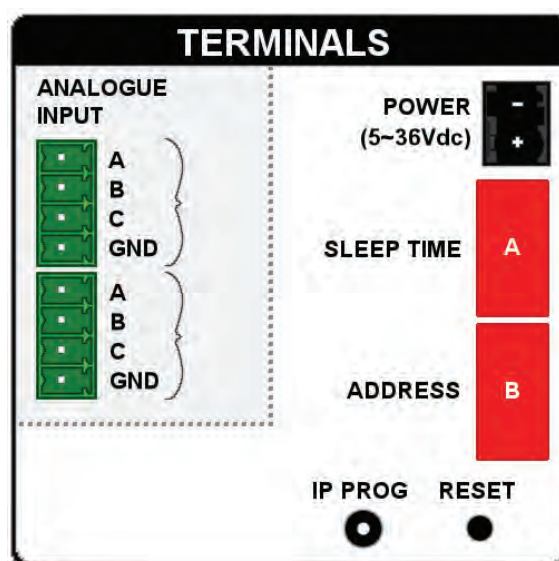 TERMINALS
ANALOGUE
INPUT
A
B
C
GND
A
B
C
GND
POWER
(5~36Vdc)
-
+
SLEEP TIME
A
ADDRESS
B
IP PROG
RESET